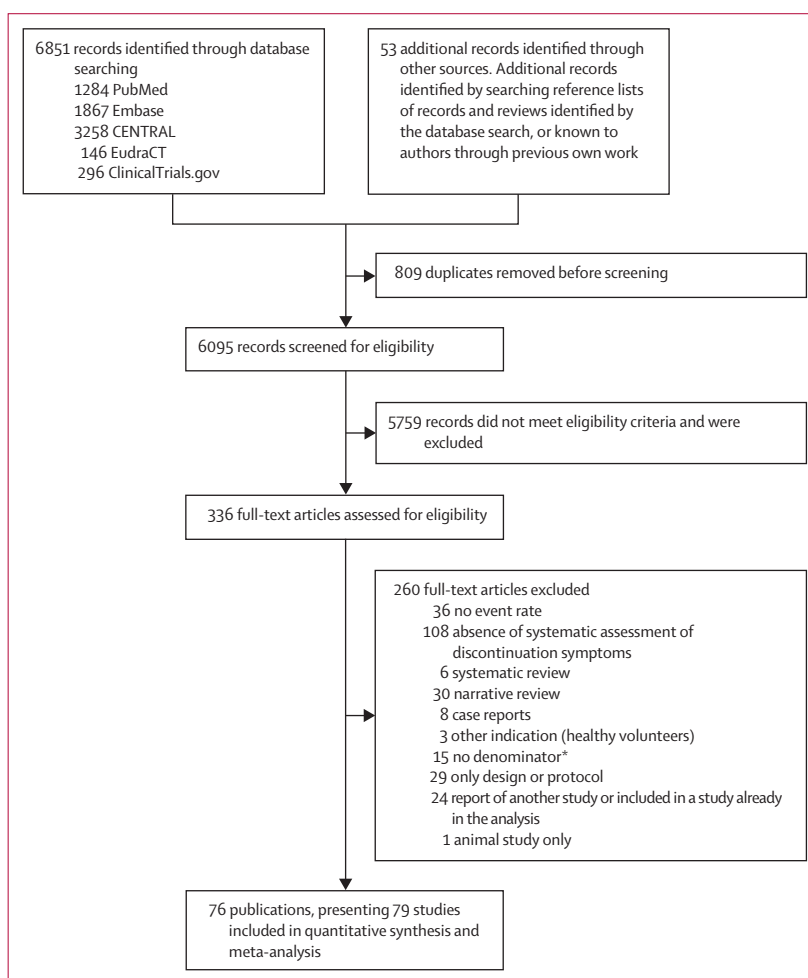 6851 records identified through database
searching
1284 PubMed
1867 Embase
3258 CENTRAL
146 EudraCT
296 ClinicalTrials.gov
53 additional records identified through
other sources. Additional records
identified by searching reference lists
of records and reviews identified by
the database search, or known to
authors through previous own work
809 duplicates removed before screening
6095 records screened for eligibility
5759 records did not meet eligibility criteria and were
excluded
336 full-text articles assessed for eligibility
260 full-text articles excluded
36 no event rate
108 absence of systematic assessment of
discontinuation symptoms
6 systematic review
30 narrative review
8 case reports
3 other indication (healthy volunteers)
15 no denominator*
29 only design or protocol
24 report of another study or included in a study already
in the analysis
1 animal study only
76 publications, presenting 79 studies
included in quantitative synthesis and
meta-analysis